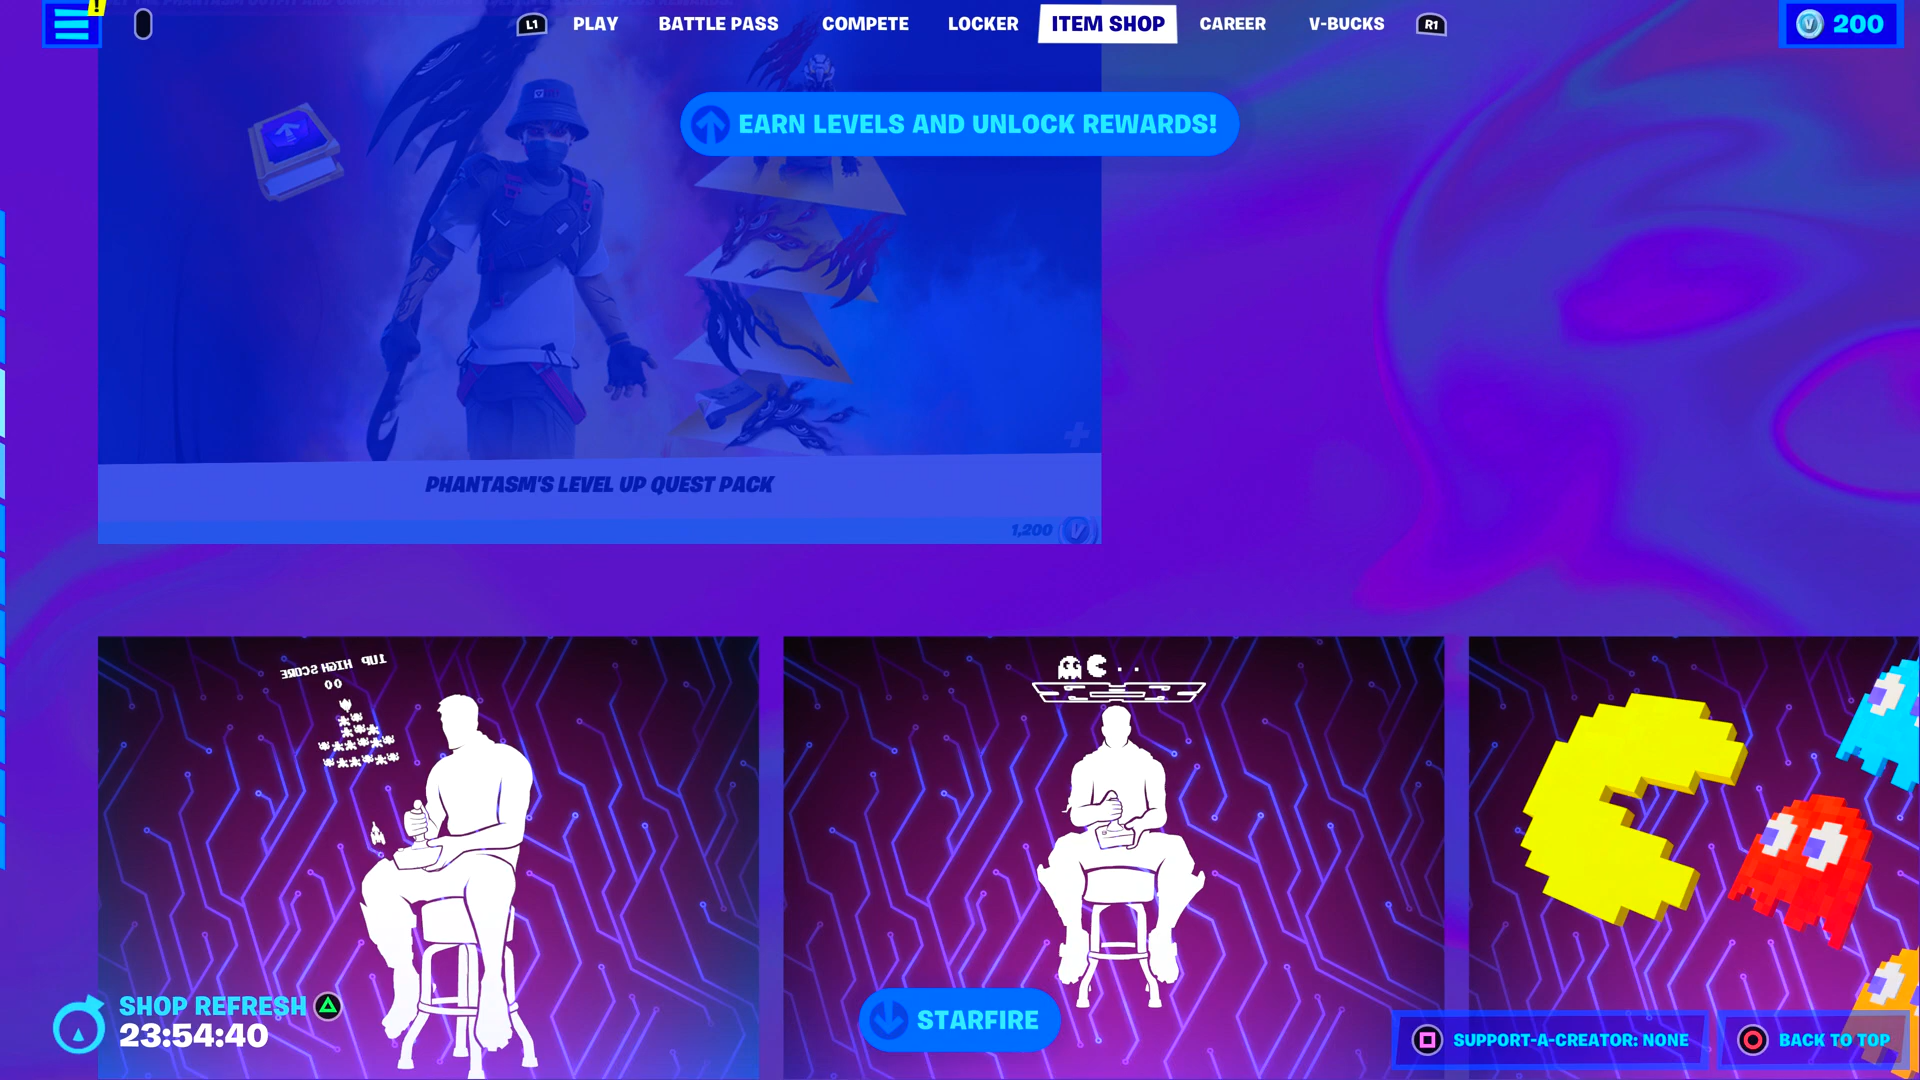 L1 PLAY BATTLE PASS COMPETE LOCKER ITEM SHOP CAREER V-BUCKS R1
200
EARN LEVELS AND UNLOCK REWARDS!
PHANTASM'S LEVEL UP QUEST PACK
1,200
1UP HIGH SCORE
00
SHOP REFRESH
23:54:40
STARFIRE
SUPPORT-A-CREATOR: NONE
BACK TO TOP